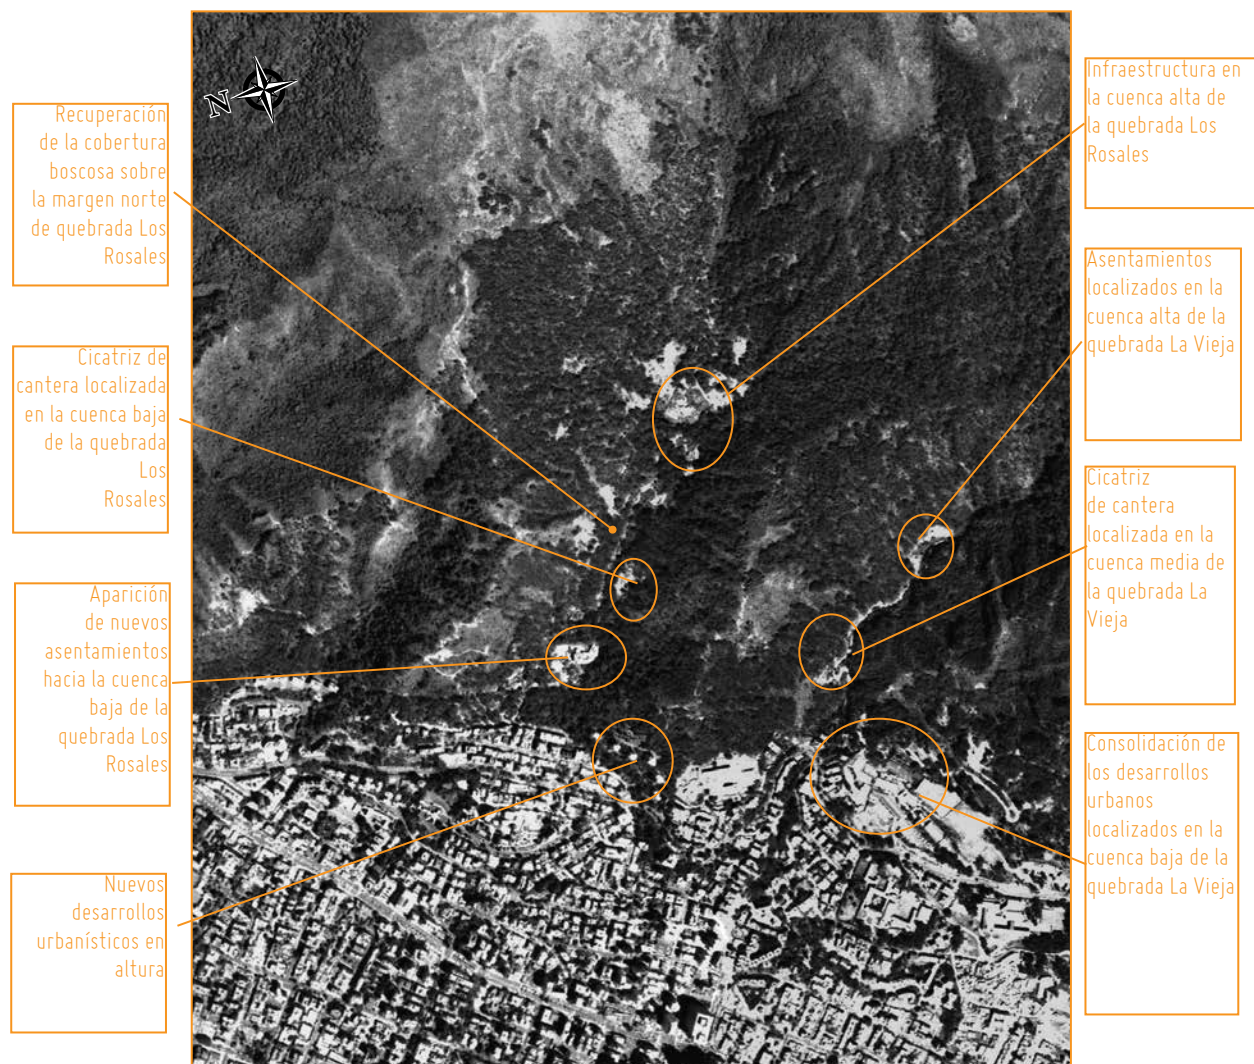 N
Recuperación
de la cobertura
boscosa sobre
la margen norte
de quebrada Los
Rosales
Cicatriz de
cantera localizada
en la cuenca baja
de la quebrada
Los
Rosales
Aparición
de nuevos
asentamientos
hacia la cuenca
baja de la
quebrada Los
Rosales
Nuevos
desarrollos
urbanísticos en
altura
Infraestructura en
la cuenca alta de
la quebrada Los
Rosales
Asentamientos
localizados en la
cuenca alta de la
quebrada La Vieja
Cicatriz
de cantera
localizada en la
cuenca media de
la quebrada La
Vieja
Consolidación de
los desarrollos
urbanos
localizados en la
cuenca baja de la
quebrada La Vieja